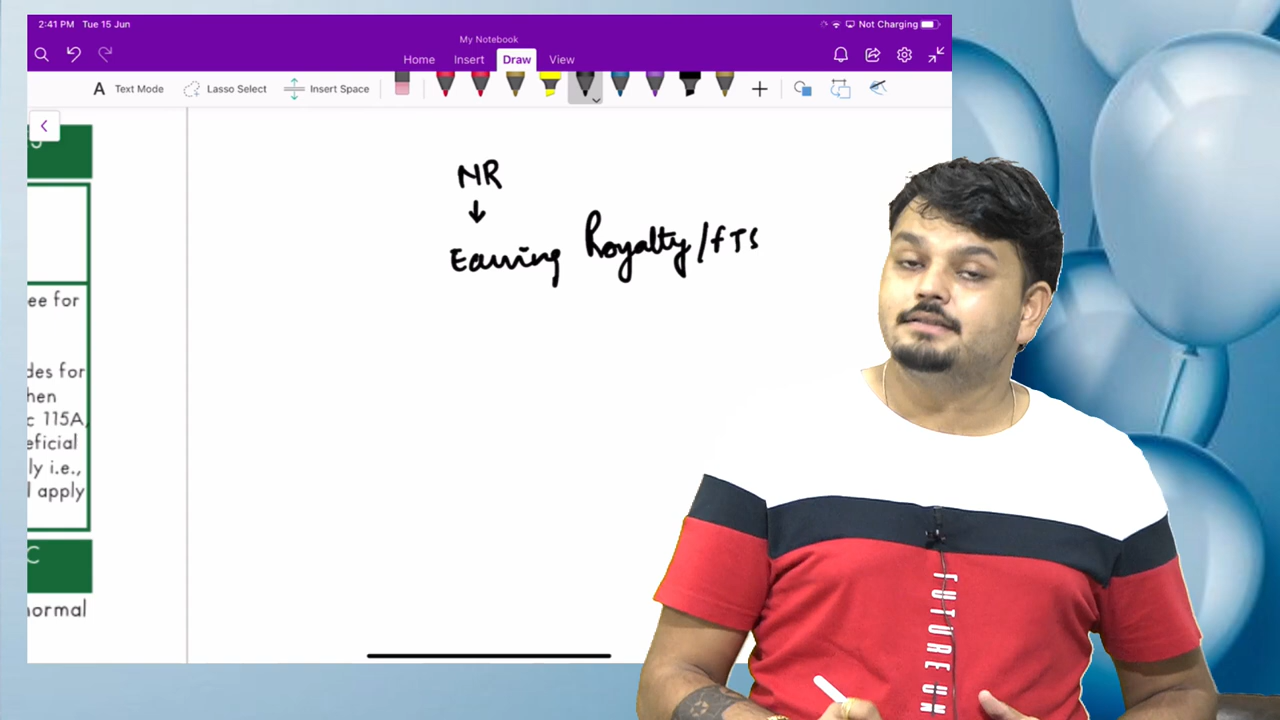 2:41 PM Tue 15 Jun
Not Charging
My Notebook
Home Insert Draw View
A Text Mode Lasso Select Insert Space
NR
Earning Royalty/FTS
ee for
des for
hen
c 115A,
eficial
ly i.e.,
l apply
C
normal
FUTURE UN